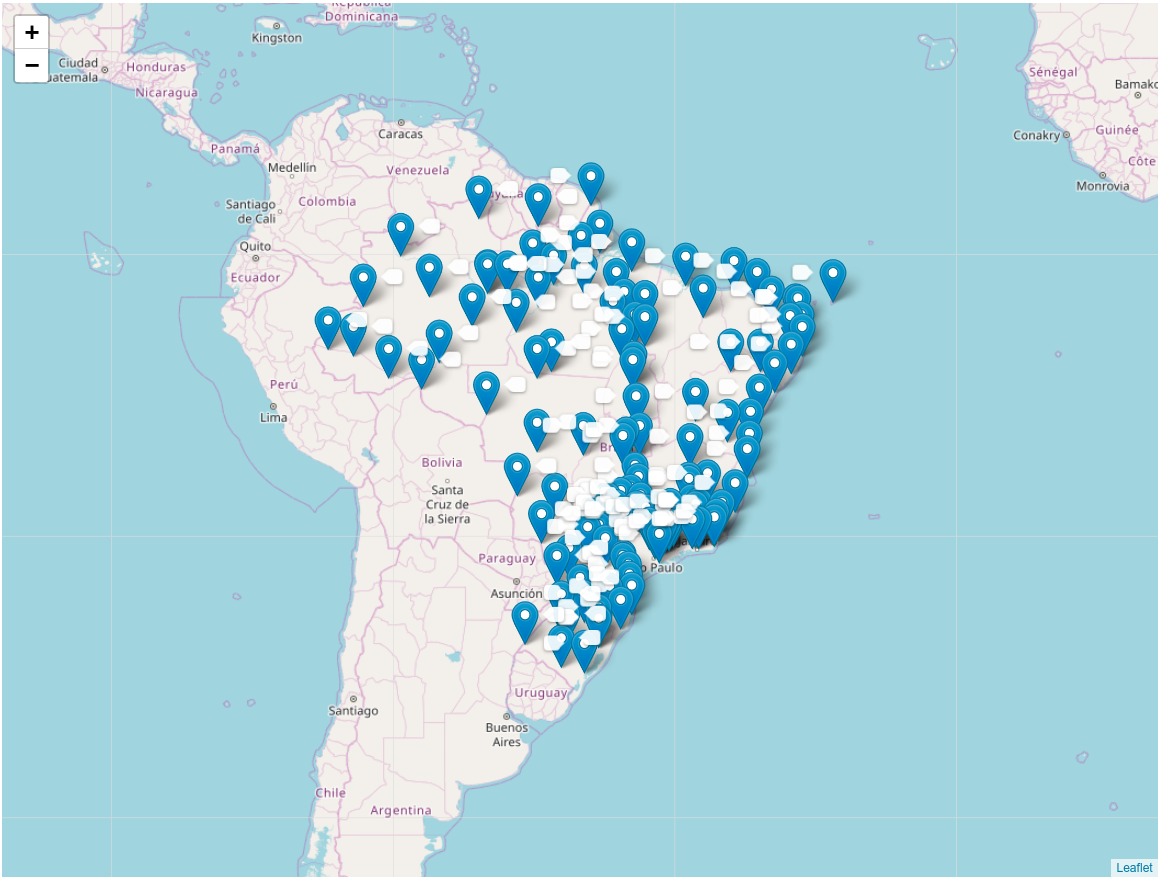 +
−
República
Dominicana
Kingston
Ciudad
Honduras
Nicaragua
Sénégal
Bamako
Conakry
Guinée
Côte
Monrovia
Caracas
Panamá
Medellín
Venezuela
Colombia
Santiago
de Cali
Quito
Ecuador
Perú
Lima
Bolivia
Santa
Cruz de
la Sierra
Paraguay
Paulo
Asunción
Uruguay
Santiago
Buenos
Aires
Chile
Argentina
Leaflet